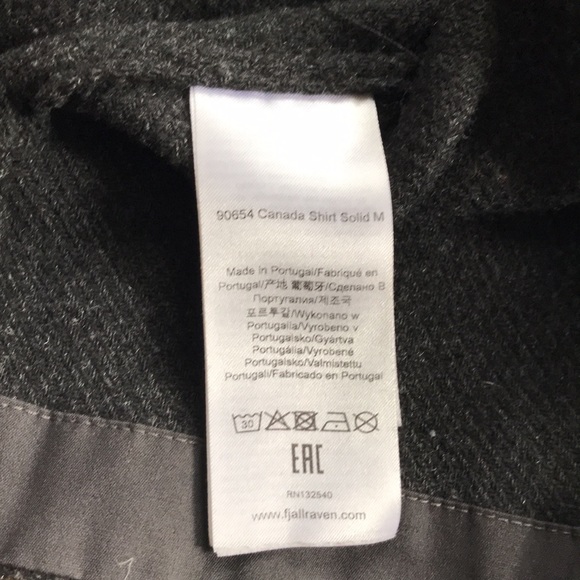 90654 Canada Shirt Solid M
Made in Portugal/Fabriqué en
Portugal/产地 葡萄牙/Сделано В
Португалия/제조국
포르투갈/Wykonano w
Portugalia/Vyrobeno v
Portugalsko/Gyártva
Portugália/Vyrobené
Portugalsko/Valmistettu
Portugali/Fabricado en Portugal
30
EAC
RN132540
www.fjallraven.com